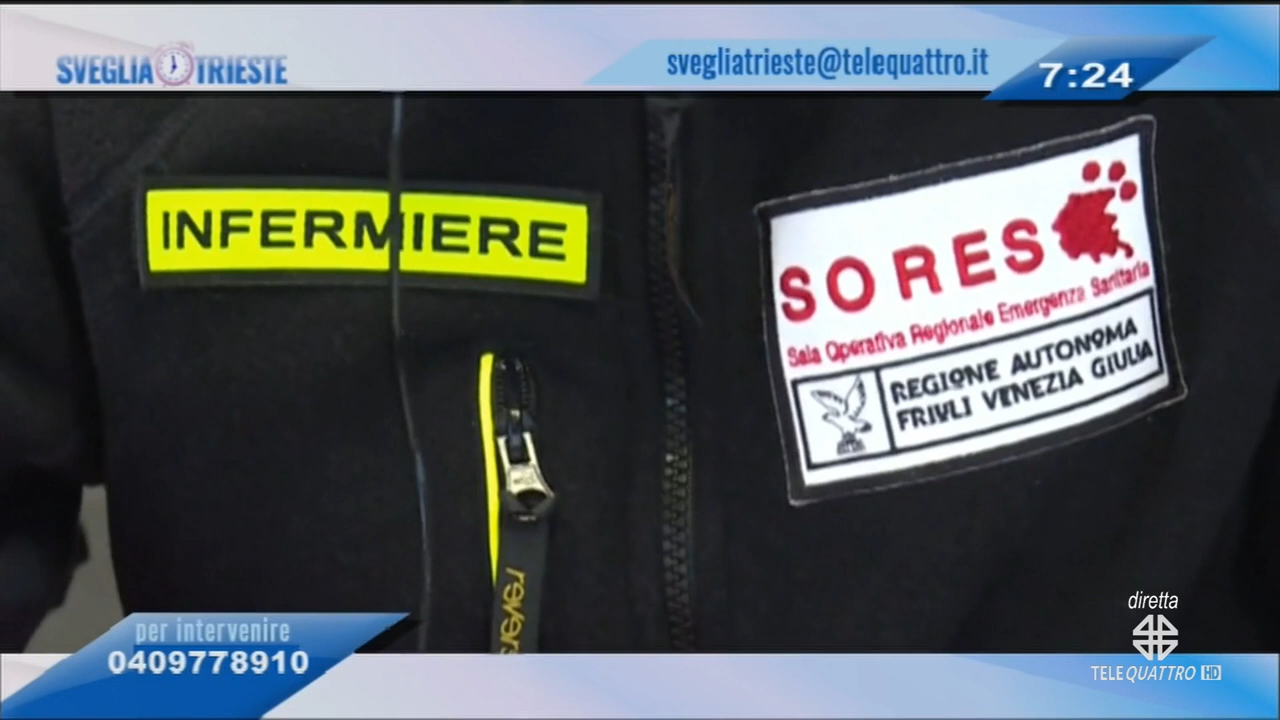 SVEGLIA TRIESTE
svegliatrieste@telequattro.it
7:24
INFERMIERE
SORES
Sala Operativa Regionale Emergenza Sanitaria
REGIONE AUTONOMA
FRIULI VENEZIA GIULIA
revers
diretta
TELEQUATTRO HD
per intervenire
0409778910